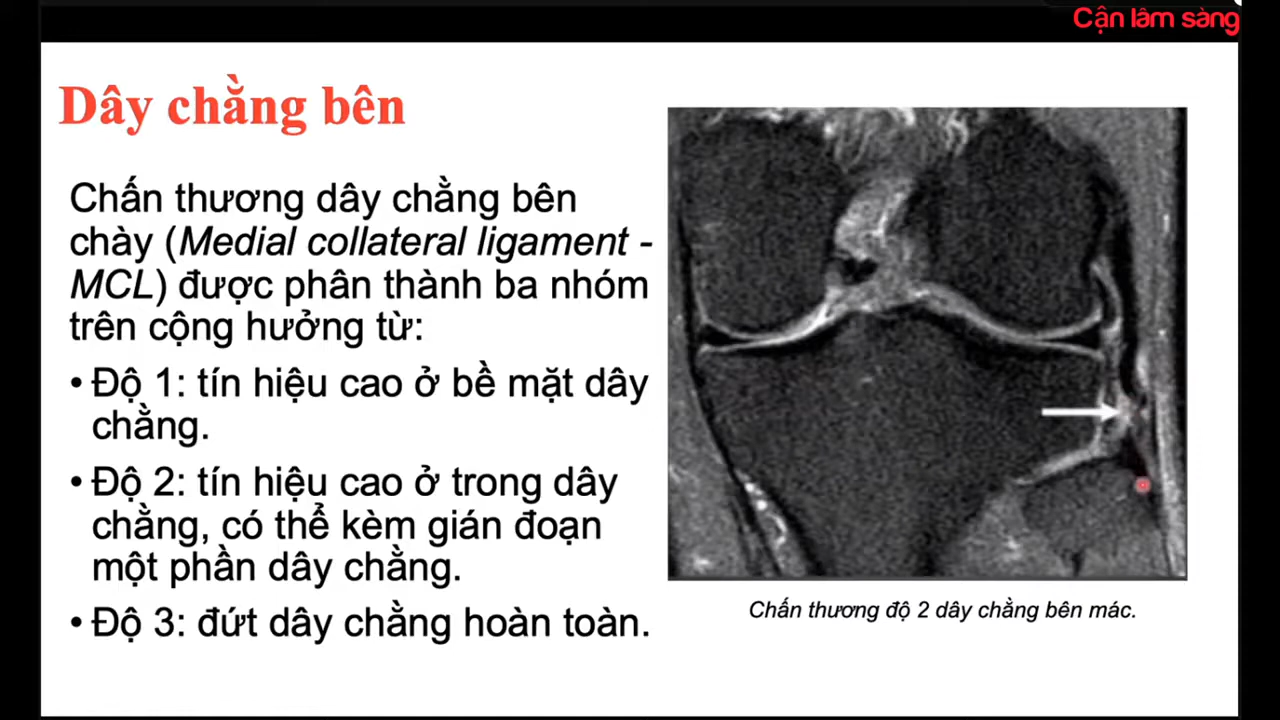 Cận lâm sàng
Dây chằng bên
Chấn thương dây chằng bên
chày (Medial collateral ligament -
MCL) được phân thành ba nhóm
trên cộng hưởng từ:
• Độ 1: tín hiệu cao ở bề mặt dây
chằng.
• Độ 2: tín hiệu cao ở trong dây
chằng, có thể kèm gián đoạn
một phần dây chằng.
• Độ 3: đứt dây chằng hoàn toàn.
Chấn thương độ 2 dây chằng bên mác.